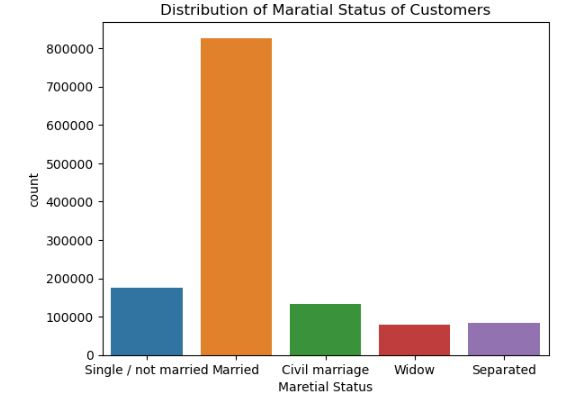 Distribution of Maratial Status of Customers
800000
700000
600000
500000
400000
300000
200000
100000
0
count
Single / not married Married Civil marriage Widow Separated
Maretial Status